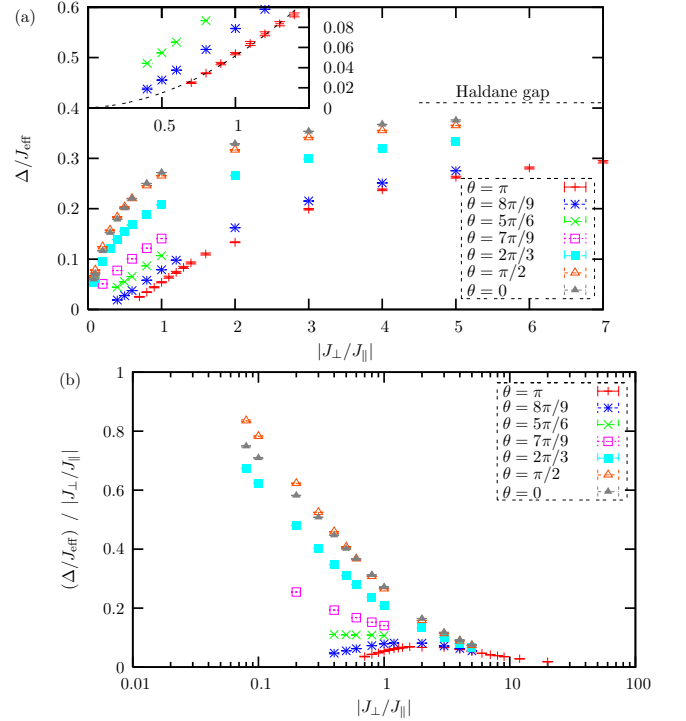 (a)
0.6
0.5
0.4
0.3
0.2
0.1
0
Δ/J_eff
0.08
0.06
0.04
0.02
0
0.5 1
Haldane gap
θ = π
θ = 8π/9
θ = 5π/6
θ = 7π/9
θ = 2π/3
θ = π/2
θ = 0
0 1 2 3 4 5 6 7
|J_⊥/J_∥|
(b)
1
0.8
0.6
0.4
0.2
0
(Δ/J_eff) / |J_⊥/J_∥|
θ = π
θ = 8π/9
θ = 5π/6
θ = 7π/9
θ = 2π/3
θ = π/2
θ = 0
0.01 0.1 1 10 100
|J_⊥/J_∥|